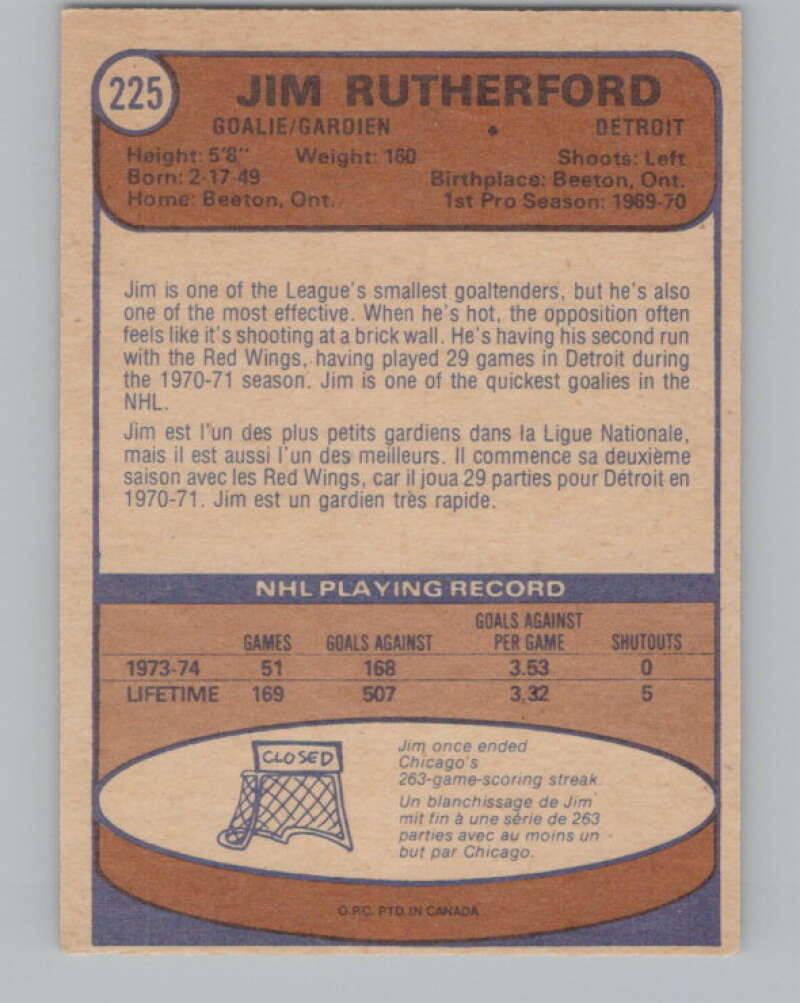 225
JIM RUTHERFORD
GOALIE/GARDIEN • DETROIT
Height: 5'8" Weight: 160 Shoots: Left
Born: 2-17-49 Birthplace: Beeton, Ont.
Home: Beeton, Ont. 1st Pro Season: 1969-70
Jim is one of the League's smallest goaltenders, but he's also
one of the most effective. When he's hot, the opposition often
feels like it's shooting at a brick wall. He's having his second run
with the Red Wings, having played 29 games in Detroit during
the 1970-71 season. Jim is one of the quickest goalies in the
NHL.
Jim est l'un des plus petits gardiens dans la Ligue Nationale,
mais il est aussi l'un des meilleurs. Il commence sa deuxième
saison avec les Red Wings, car il joua 29 parties pour Détroit en
1970-71. Jim est un gardien très rapide.
NHL PLAYING RECORD
GAMES GOALS AGAINST GOALS AGAINST PER GAME SHUTOUTS
1973-74 51 168 3.53 0
LIFETIME 169 507 3.32 5
CLOSED
Jim once ended
Chicago's
263-game-scoring streak.
Un blanchissage de Jim
mit fin à une série de 263
parties avec au moins un
but par Chicago.
O.P.C. PTD. IN CANADA